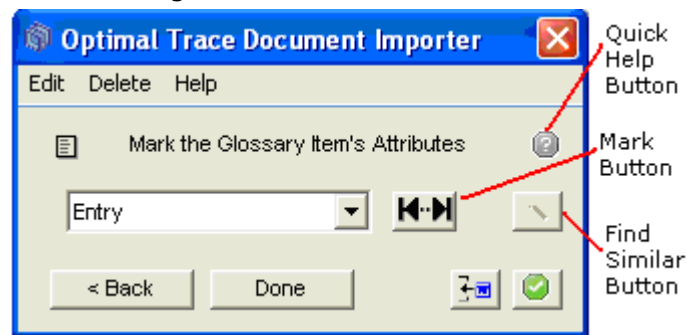 Optimal Trace Document Importer
Edit Delete Help
Mark the Glossary Item's Attributes
Entry
< Back
Done
Quick
Help
Button
Mark
Button
Find
Similar
Button